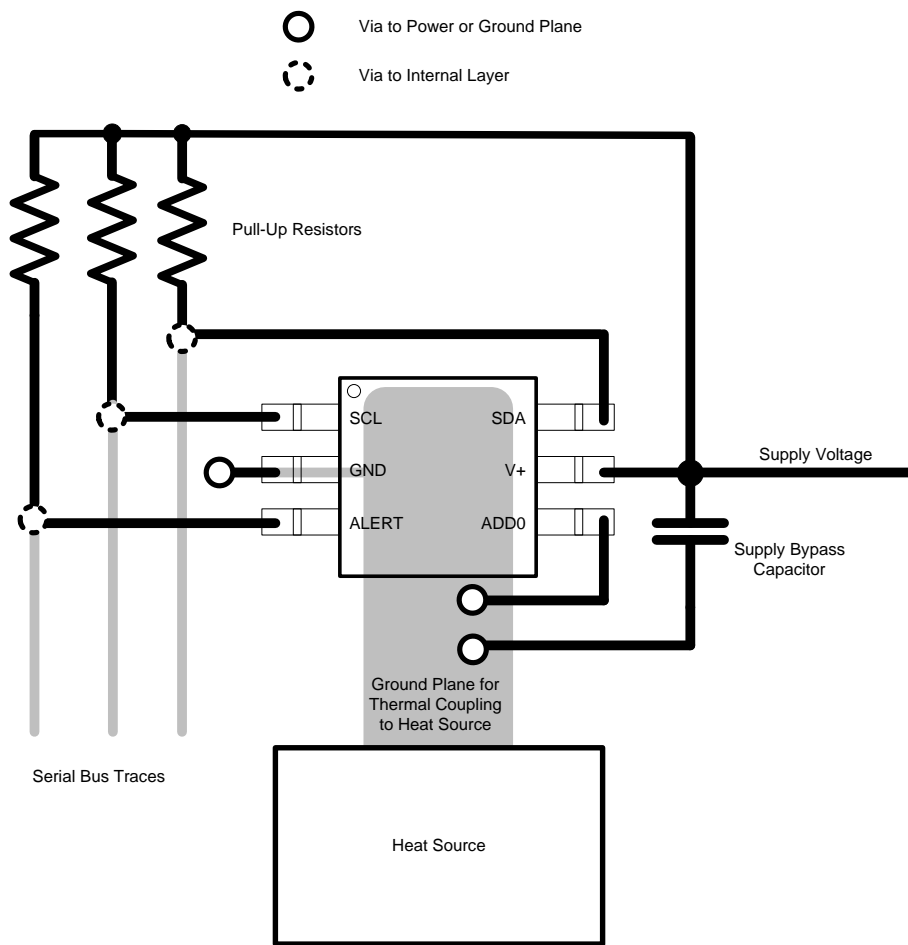 Via to Power or Ground Plane
Via to Internal Layer
Pull-Up Resistors
SCL
SDA
GND
V+
ALERT
ADD0
Supply Voltage
Supply Bypass
Capacitor
Ground Plane for
Thermal Coupling
to Heat Source
Serial Bus Traces
Heat Source